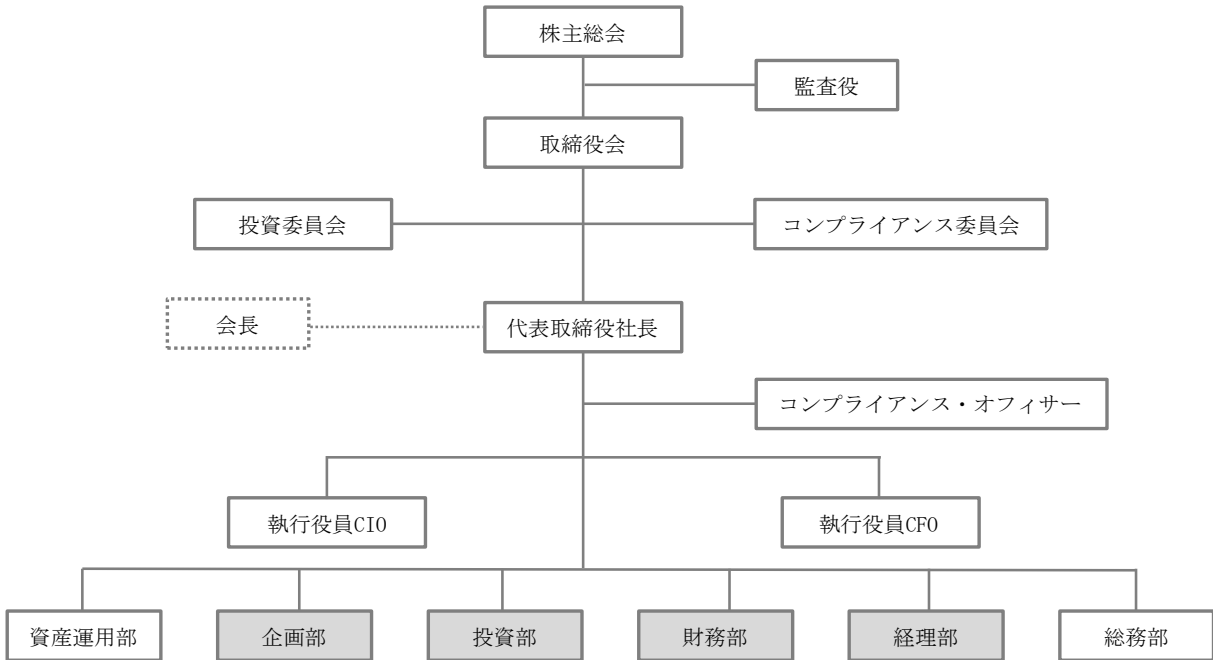 株主総会
監査役
取締役会
投資委員会
コンプライアンス委員会
会長
代表取締役社長
コンプライアンス・オフィサー
執行役員CIO
執行役員CFO
資産運用部
企画部
投資部
財務部
経理部
総務部